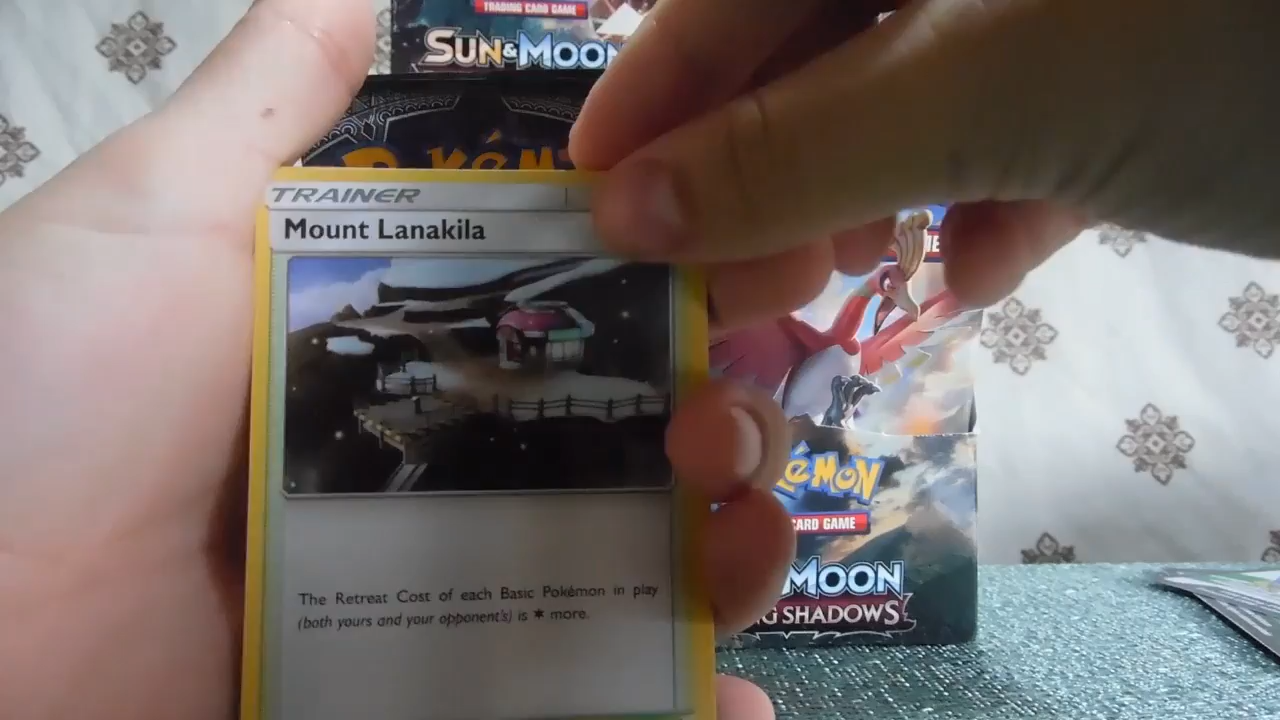 TRADING CARD GAME
SUN & MOON
TRAINER
Mount Lanakila
The Retreat Cost of each Basic Pokémon in play
(both yours and your opponent's) is ✱ more.
CARD GAME
MOON
SHADOWS